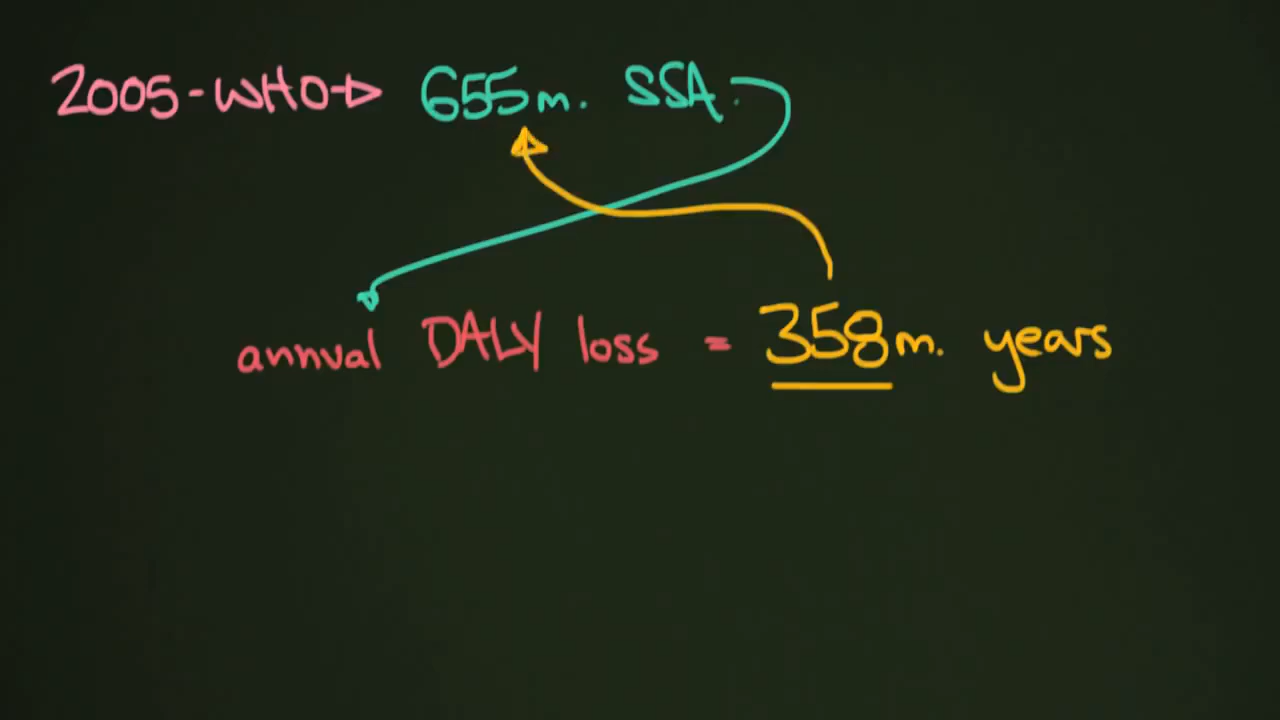 2005-WHO→ 655m. SSA.
annual DALY loss = 358m. years